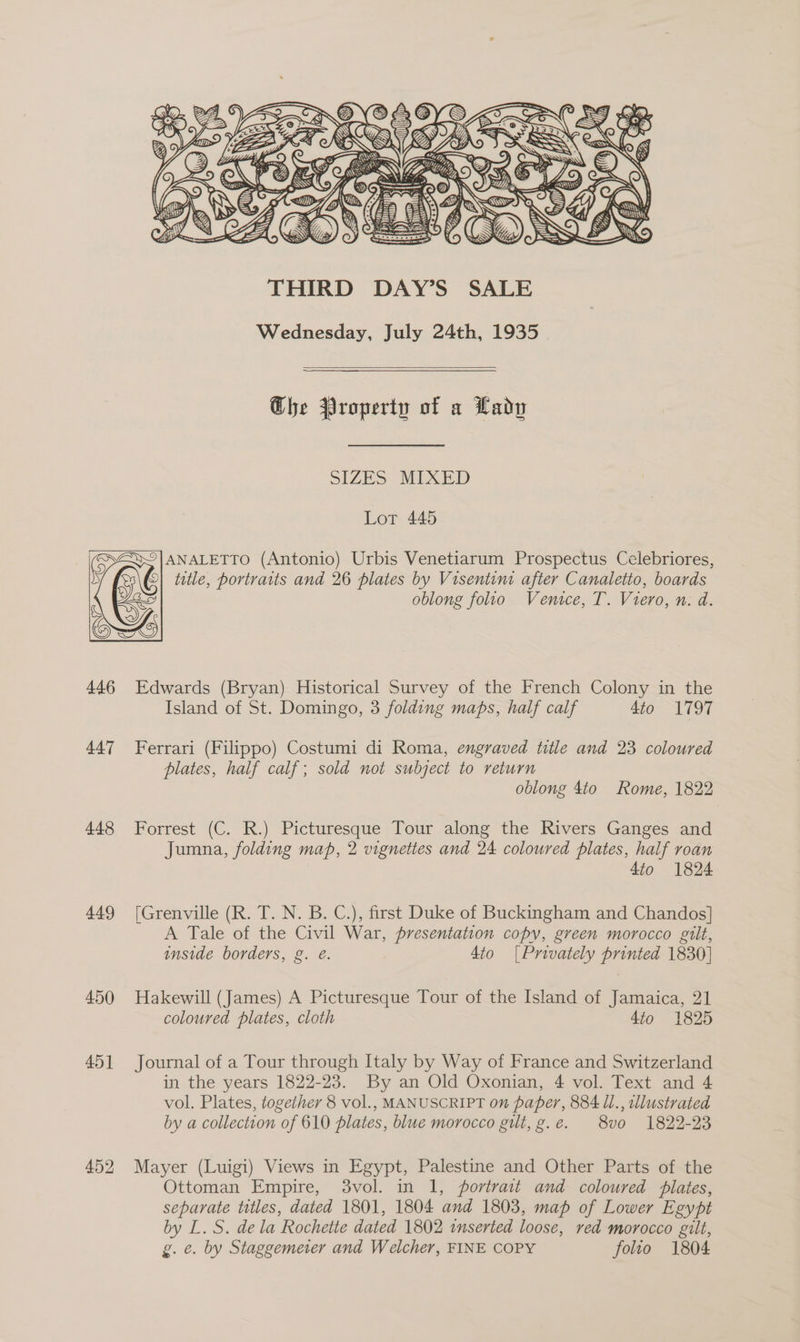 THIRD DAY'S SALE
Wednesday, July 24th, 1935
The Property of a Lady
SIZES MIXED
LOT 445
CANALETTO (Antonio) Urbis Venetiarum Prospectus Celebriores,
title, portraits and 26 plates by Visentini after Canaletto, boards
oblong folio Venice, T. Viero, n. d.
446 Edwards (Bryan) Historical Survey of the French Colony in the
Island of St. Domingo, 3 folding maps, half calf 4to 1797
447 Ferrari (Filippo) Costumi di Roma, engraved title and 23 coloured
plates, half calf; sold not subject to return
oblong 4to Rome, 1822
448 Forrest (C. R.) Picturesque Tour along the Rivers Ganges and
Jumna, folding map, 2 vignettes and 24 coloured plates, half roan
4to 1824
449 [Grenville (R. T. N. B. C.), first Duke of Buckingham and Chandos]
A Tale of the Civil War, presentation copy, green morocco gilt,
inside borders, g. e. 4to [Privately printed 1830]
450 Hakewill (James) A Picturesque Tour of the Island of Jamaica, 21
coloured plates, cloth 4to 1825
451 Journal of a Tour through Italy by Way of France and Switzerland
in the years 1822-23. By an Old Oxonian, 4 vol. Text and 4
vol. Plates, together 8 vol., MANUSCRIPT on paper, 884 ll., illustrated
by a collection of 610 plates, blue morocco gilt, g. e. 8vo 1822-23
452 Mayer (Luigi) Views in Egypt, Palestine and Other Parts of the
Ottoman Empire, 3vol. in 1, portrait and coloured plates,
separate titles, dated 1801, 1804 and 1803, map of Lower Egypt
by L. S. de la Rochette dated 1802 inserted loose, red morocco gilt,
g. e. by Staggemeier and Welcher, FINE COPY folio 1804